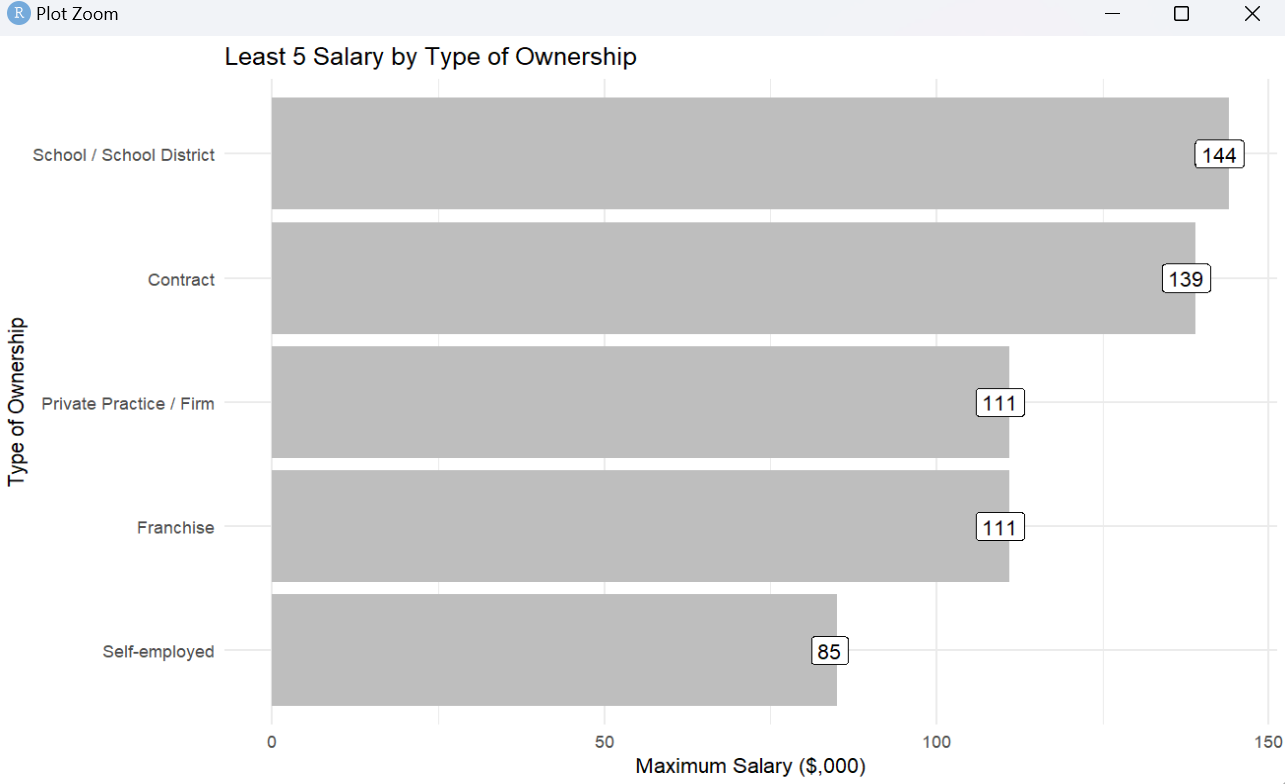 R Plot Zoom
Least 5 Salary by Type of Ownership
Type of Ownership
School / School District
144
Contract
139
Private Practice / Firm
111
Franchise
111
Self-employed
85
0 50 100 150
Maximum Salary ($,000)